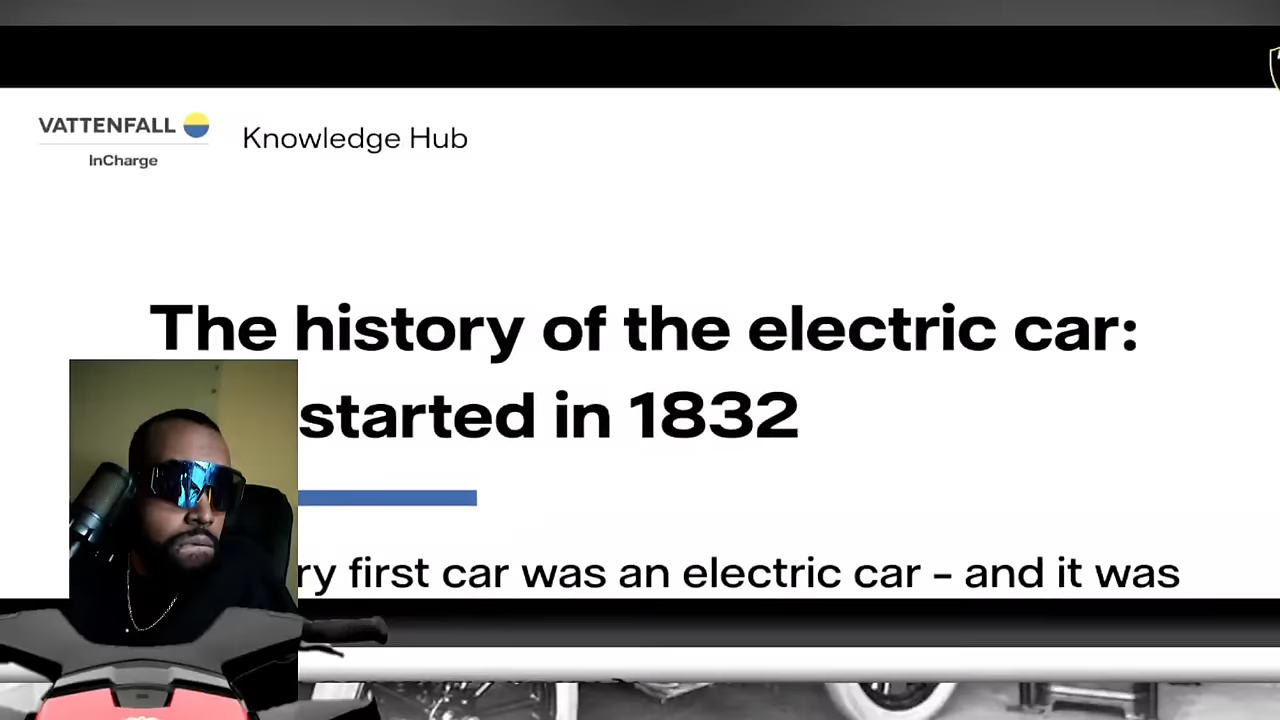 VATTENFALL
InCharge
Knowledge Hub
The history of the electric car:
started in 1832
first car was an electric car – and it was